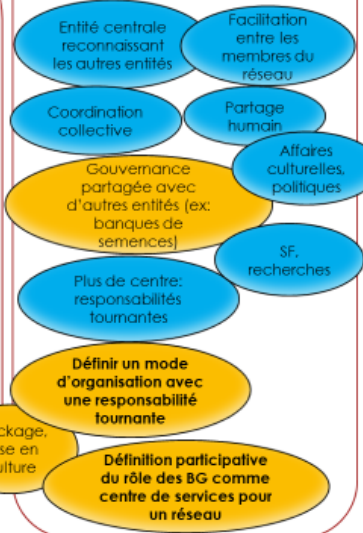 Entité centrale
reconnaissant
les autres entités
Facilitation
entre les
membres du
réseau
Coordination
collective
Partage
humain
Affaires
culturelles,
politiques
Gouvernance
partagée avec
d'autres entités (ex:
banques de
semences)
SF,
recherches
Plus de centre:
responsabilités
tournantes
Définir un mode
d'organisation avec
une responsabilité
tournante
ckage,
se en
ulture
Définition participative
du rôle des BG comme
centre de services pour
un réseau